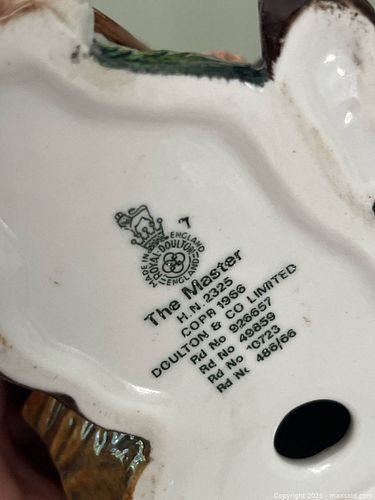 MADE IN ENGLAND
ROYAL DOULTON
ENGLAND
The Master
H.N. 2325
COPR 1966
DOULTON & CO LIMITED
Rd No 926657
Rd No 49859
Rd No 10723
Rd No 486/66
Copyright 2025 - maxsold.com